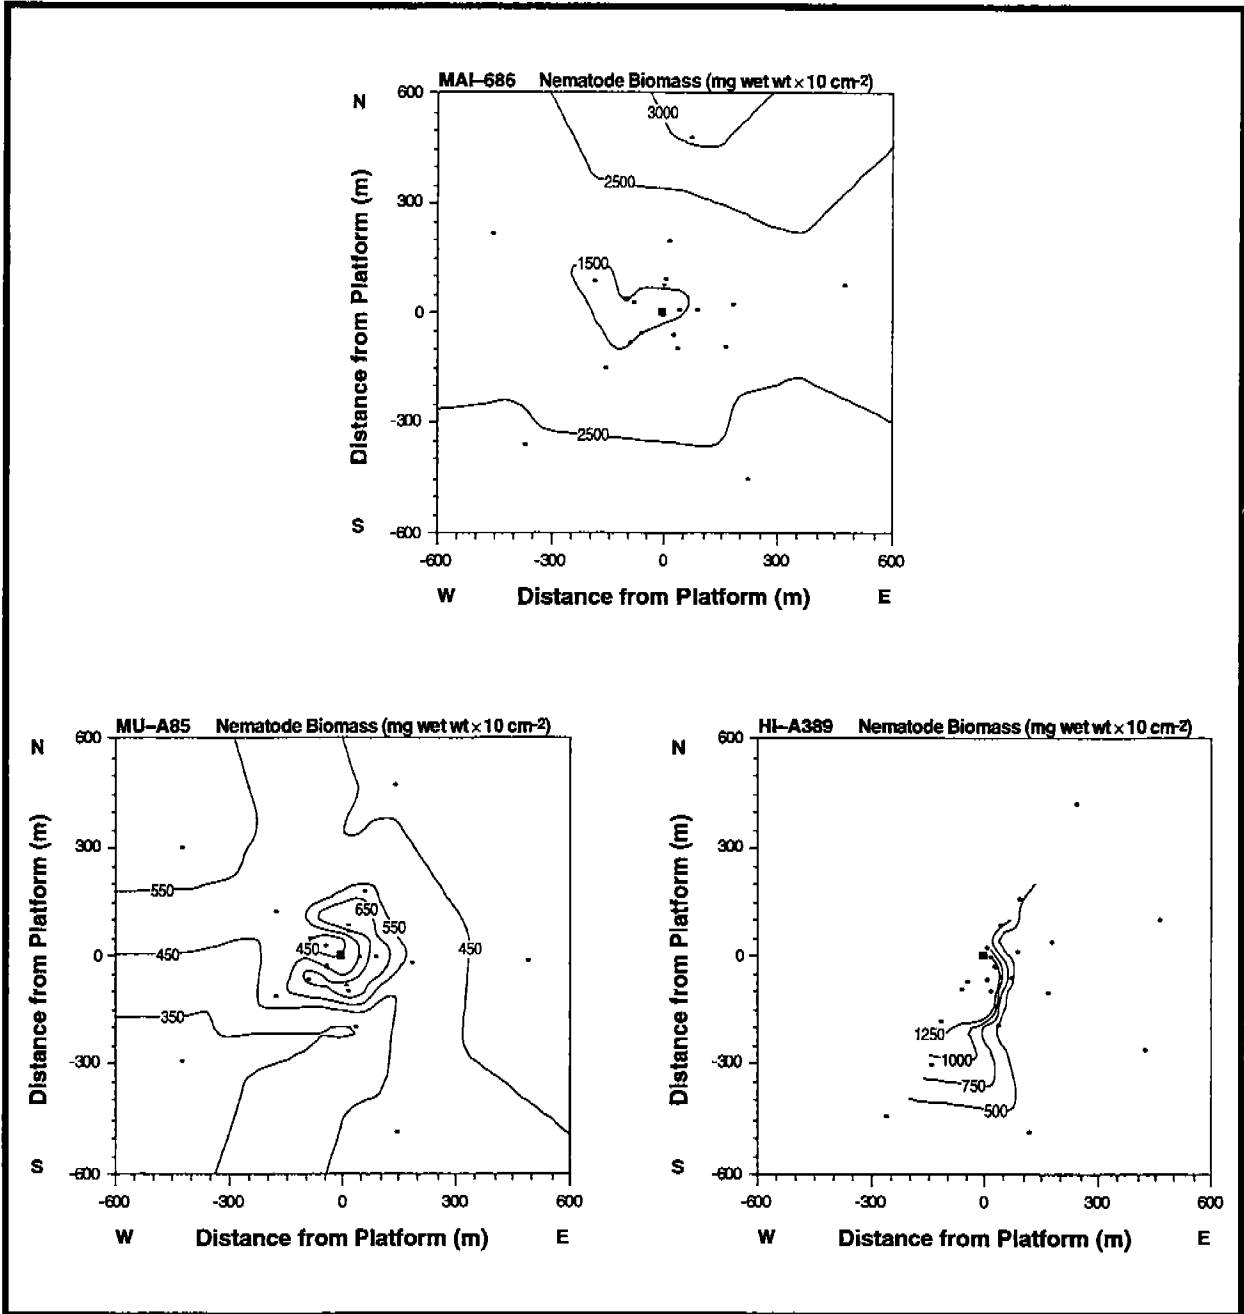 MAI–686 Nematode Biomass (mg wet wt × 10 cm-2)
600
N
3000
2500
300
1500
0
-300
2500
S
-600
-600 -300 0 300 600
W Distance from Platform (m) E
Distance from Platform (m)
MU–A85 Nematode Biomass (mg wet wt × 10 cm-2)
600
N
300
550
650
550
450
450
450
0
350
-300
S
-600
-600 -300 0 300 600
W Distance from Platform (m) E
Distance from Platform (m)
HI–A389 Nematode Biomass (mg wet wt × 10 cm-2)
600
N
300
0
1250
-300
1000
750
500
S
-600
-600 -300 0 300 600
W Distance from Platform (m) E
Distance from Platform (m)